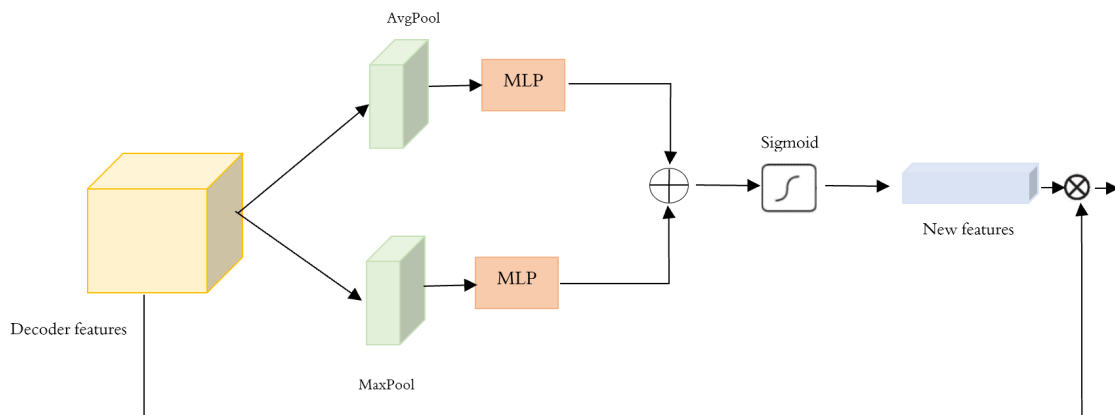 AvgPool
MLP
Sigmoid
New features
MLP
Decoder features
MaxPool